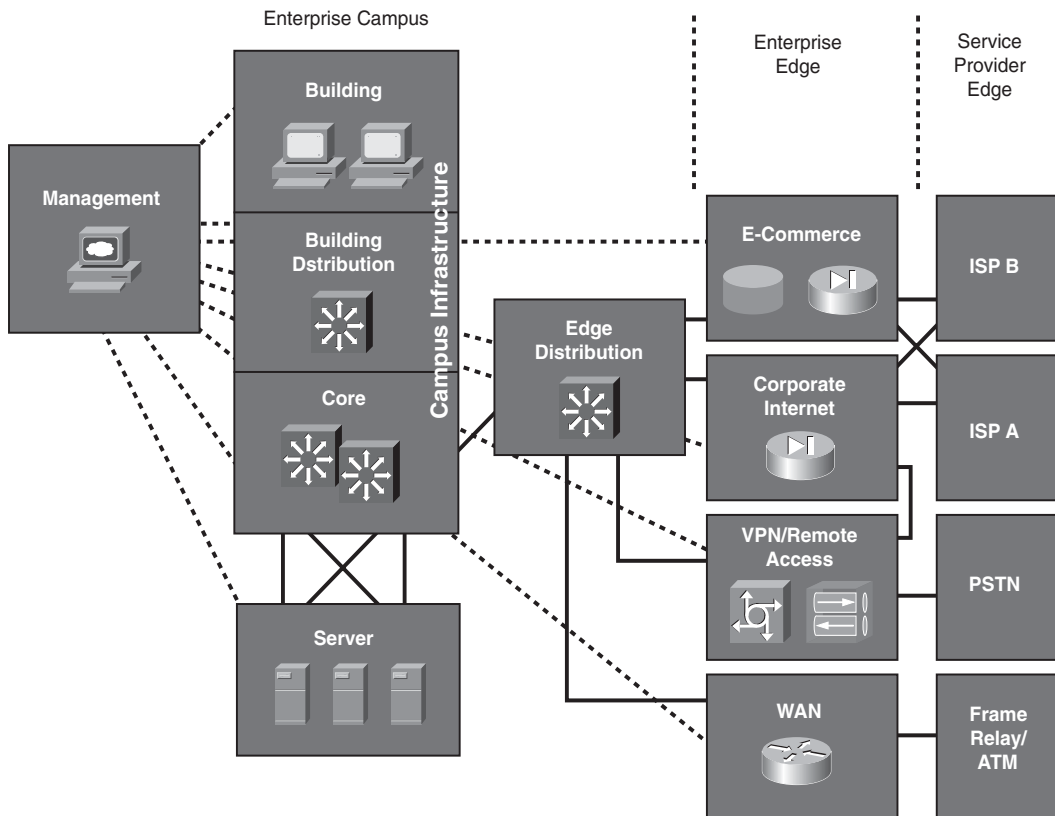 Enterprise Campus
Enterprise
Edge
Service
Provider
Edge
Building
Management
Campus Infrastructure
Building
Dstribution
E-Commerce
ISP B
Edge
Distribution
Core
Corporate
Internet
ISP A
VPN/Remote
Access
PSTN
Server
WAN
Frame
Relay/
ATM